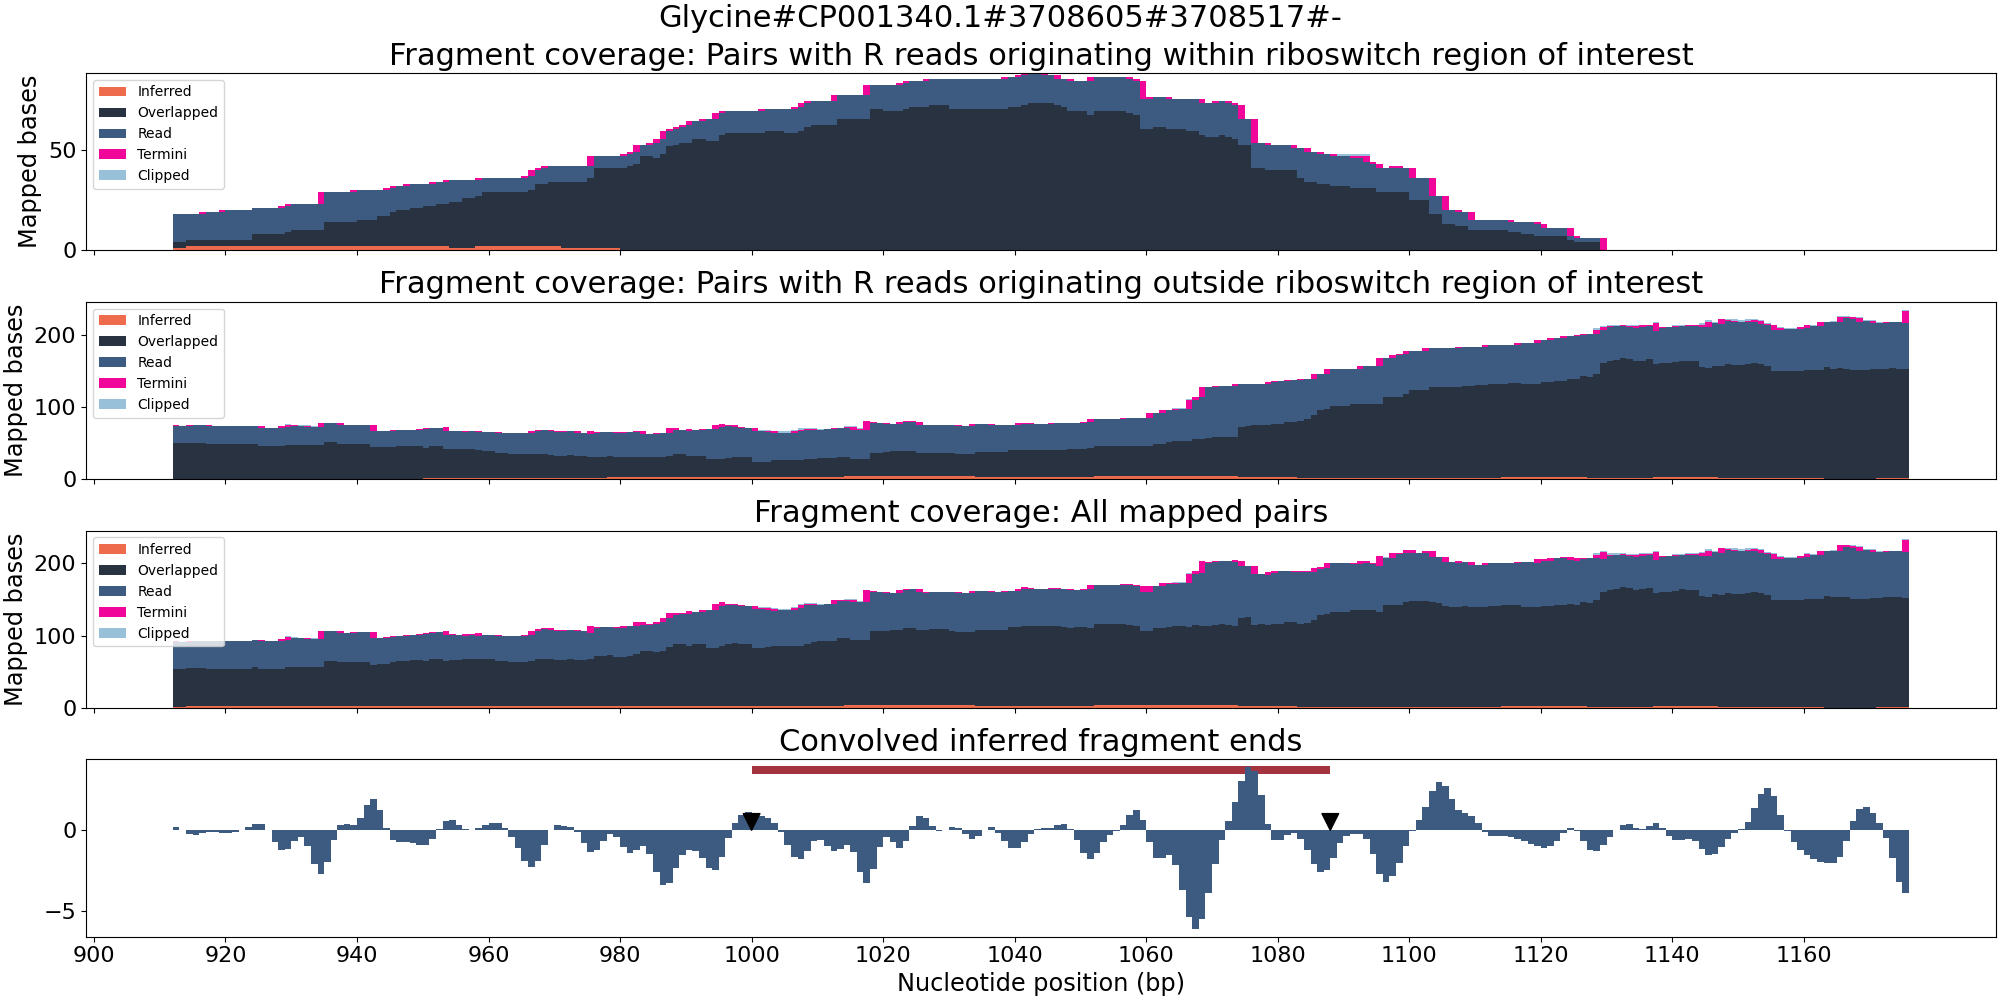 Glycine#CP001340.1#3708605#3708517#-
Fragment coverage: Pairs with R reads originating within riboswitch region of interest
Mapped bases
50
0
Inferred
Overlapped
Read
Termini
Clipped
Fragment coverage: Pairs with R reads originating outside riboswitch region of interest
Mapped bases
200
100
0
Inferred
Overlapped
Read
Termini
Clipped
Fragment coverage: All mapped pairs
Mapped bases
200
100
0
Inferred
Overlapped
Read
Termini
Clipped
Convolved inferred fragment ends
0
−5
900 920 940 960 980 1000 1020 1040 1060 1080 1100 1120 1140 1160
Nucleotide position (bp)